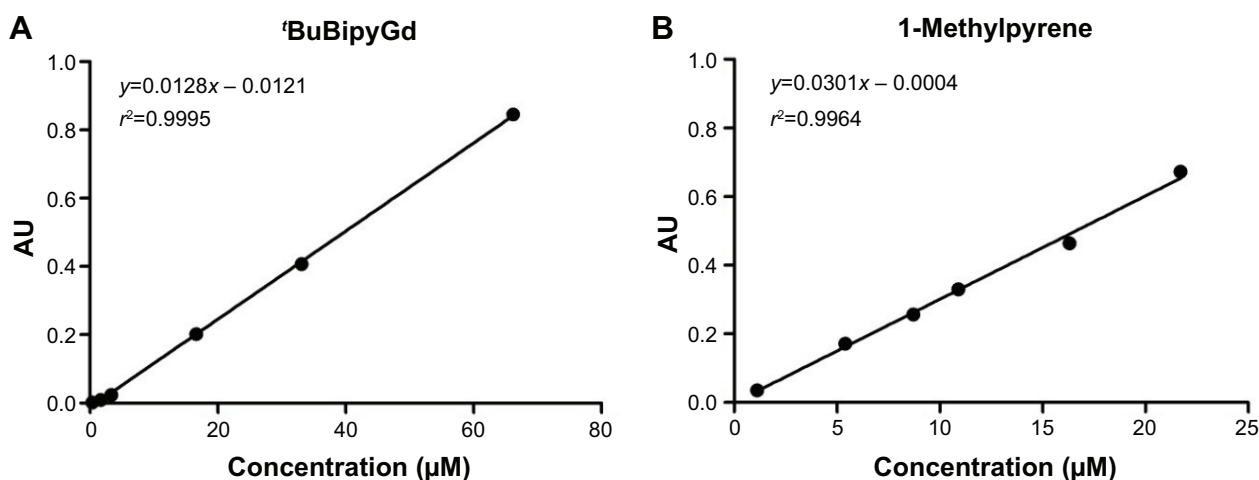 A
ᵗBuBipyGd
y=0.0128x – 0.0121
r²=0.9995
AU
1.0
0.8
0.6
0.4
0.2
0.0
0 20 40 60 80
Concentration (µM)
B
1-Methylpyrene
y=0.0301x – 0.0004
r²=0.9964
AU
1.0
0.8
0.6
0.4
0.2
0.0
0 5 10 15 20 25
Concentration (µM)